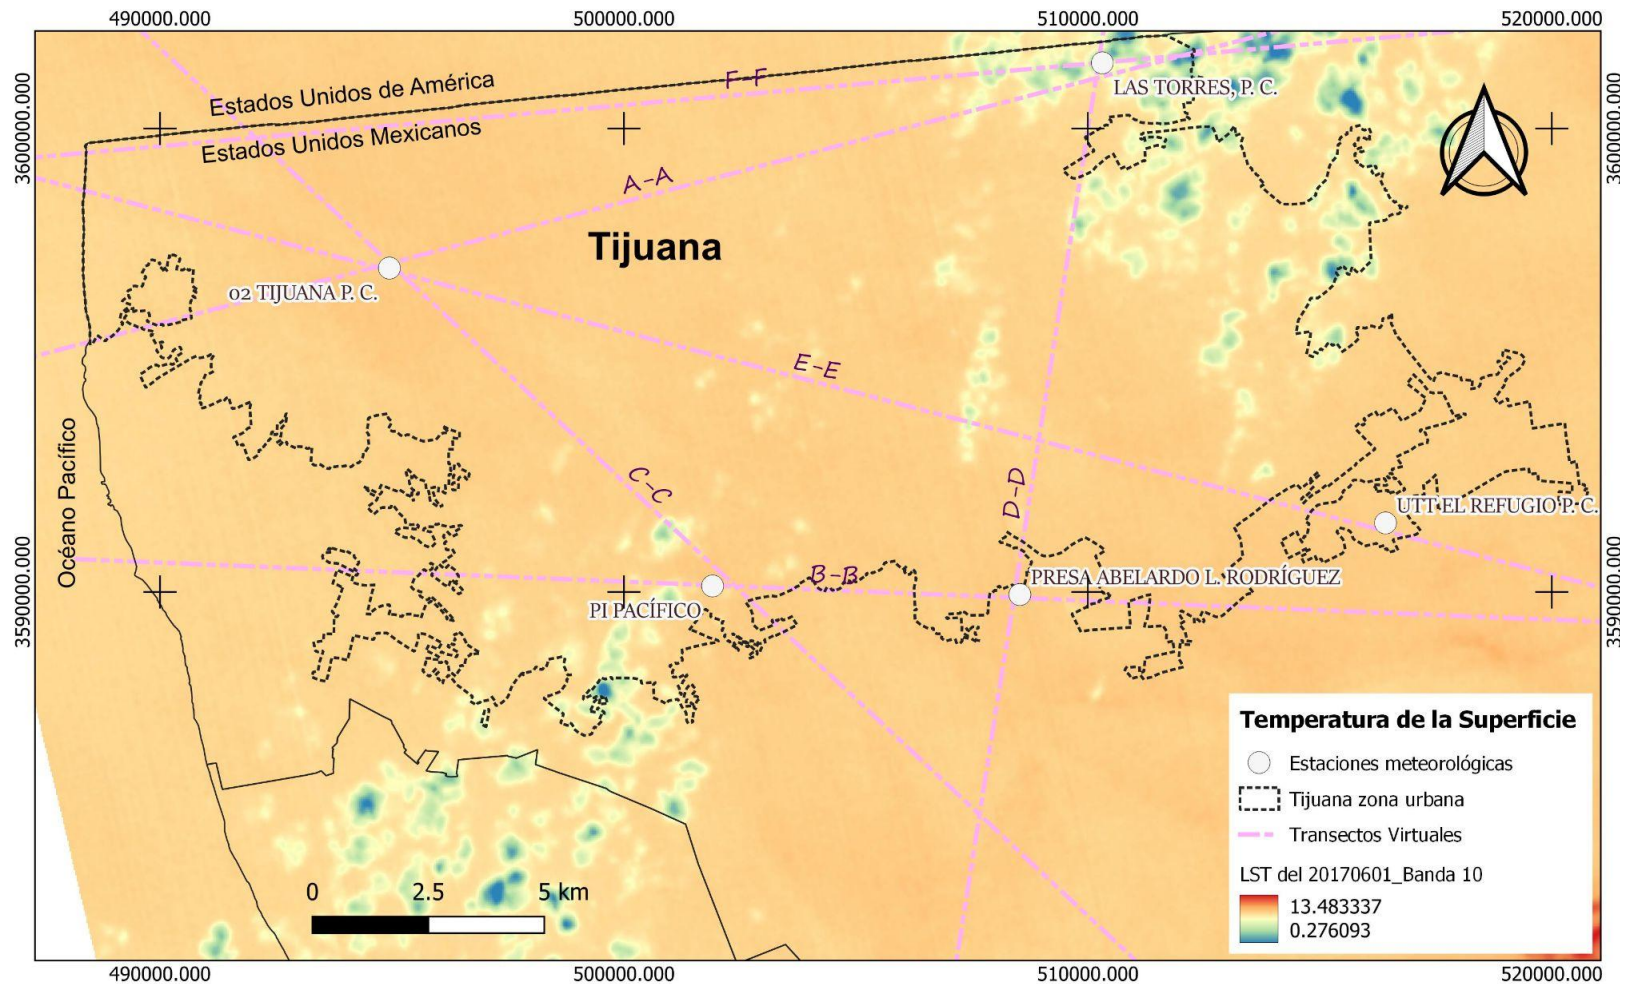 490000.000
500000.000
510000.000
520000.000
3600000.000
3600000.000
Estados Unidos de América
Estados Unidos Mexicanos
F-F
LAS TORRES, P. C.
A-A
Tijuana
02 TIJUANA P. C.
E-E
Océano Pacífico
C-C
D-D
UTT EL REFUGIO P. C.
B-B
PRESA ABELARDO L. RODRÍGUEZ
PI PACÍFICO
3590000.000
3590000.000
Temperatura de la Superficie
Estaciones meteorológicas
Tijuana zona urbana
Transectos Virtuales
LST del 20170601_Banda 10
13.483337
0.276093
0 2.5 5 km
490000.000
500000.000
510000.000
520000.000